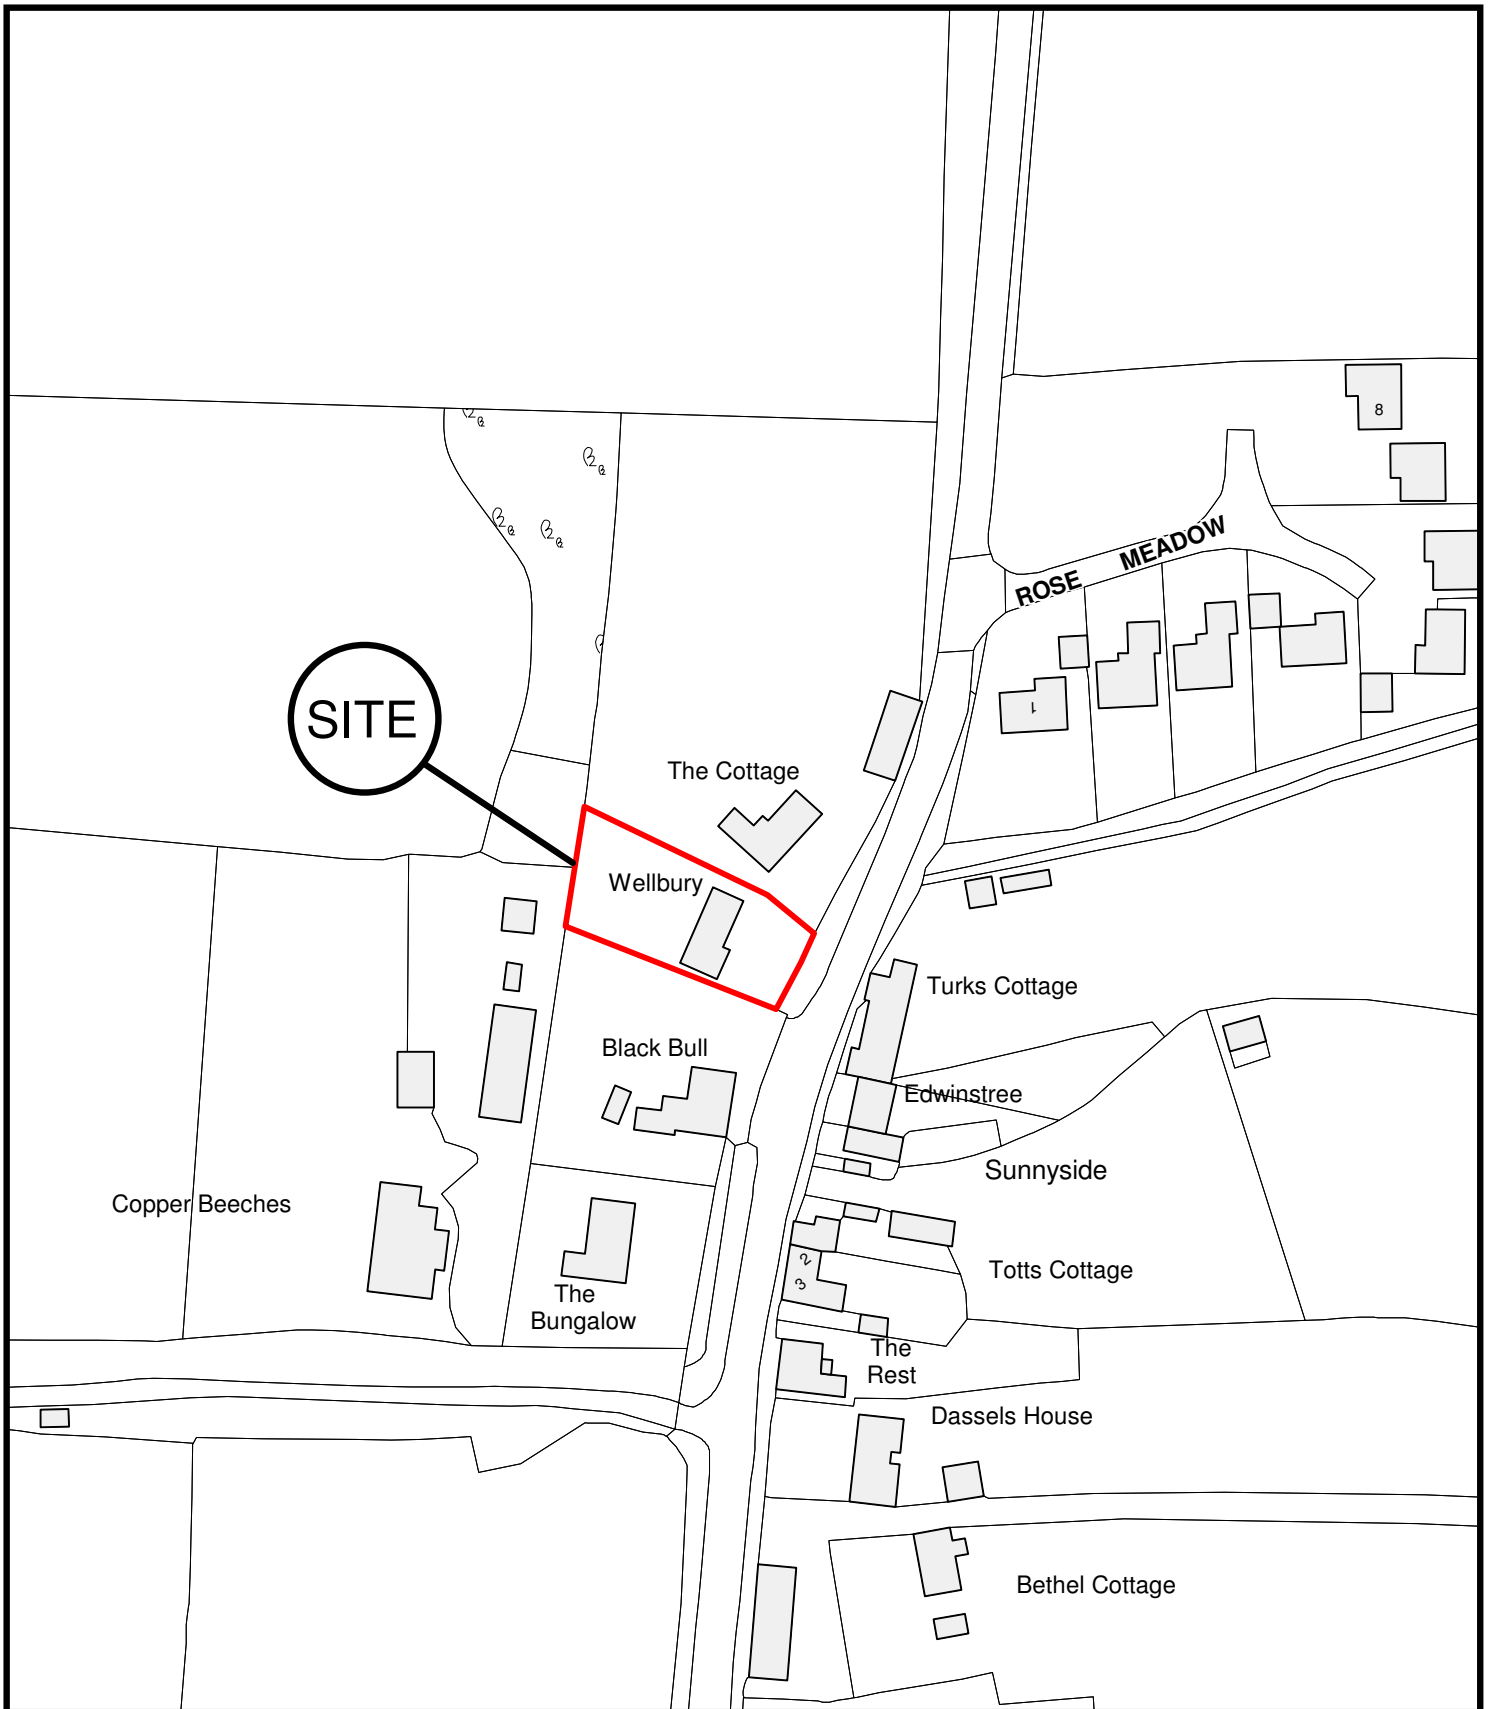 8
ROSE MEADOW
1
SITE
The Cottage
Wellbury
Turks Cottage
Black Bull
Edwinstree
Sunnyside
Copper Beeches
2
3
Totts Cottage
The
Bungalow
The
Rest
Dassels House
Bethel Cottage